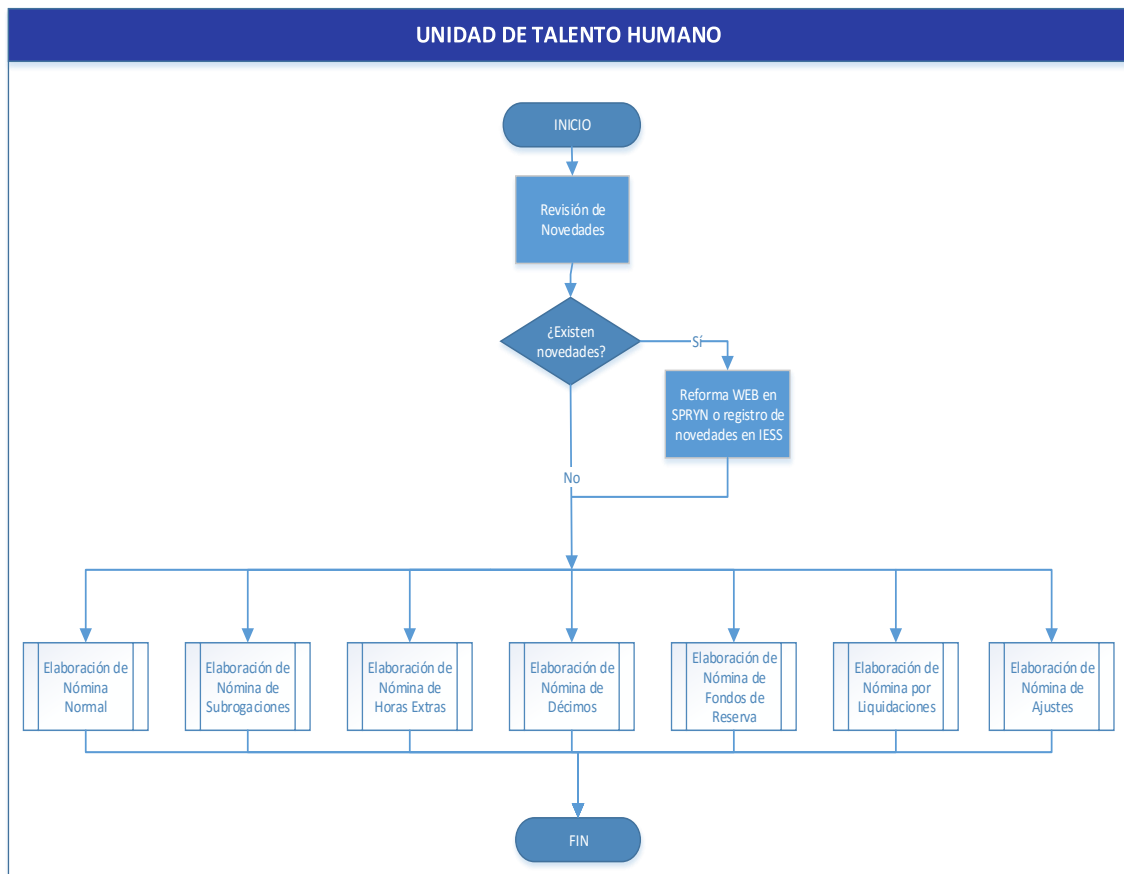 UNIDAD DE TALENTO HUMANO
INICIO
Revisión de
Novedades
¿Existen
novedades?
Sí
Reforma WEB en
SPRYN o registro de
novedades en IESS
No
Elaboración de
Nómina
Normal
Elaboración de
Nómina de
Subrogaciones
Elaboración de
Nómina de
Horas Extras
Elaboración de
Nómina de
Décimos
Elaboración de
Nómina de
Fondos de
Reserva
Elaboración de
Nómina por
Liquidaciones
Elaboración de
Nómina de
Ajustes
FIN